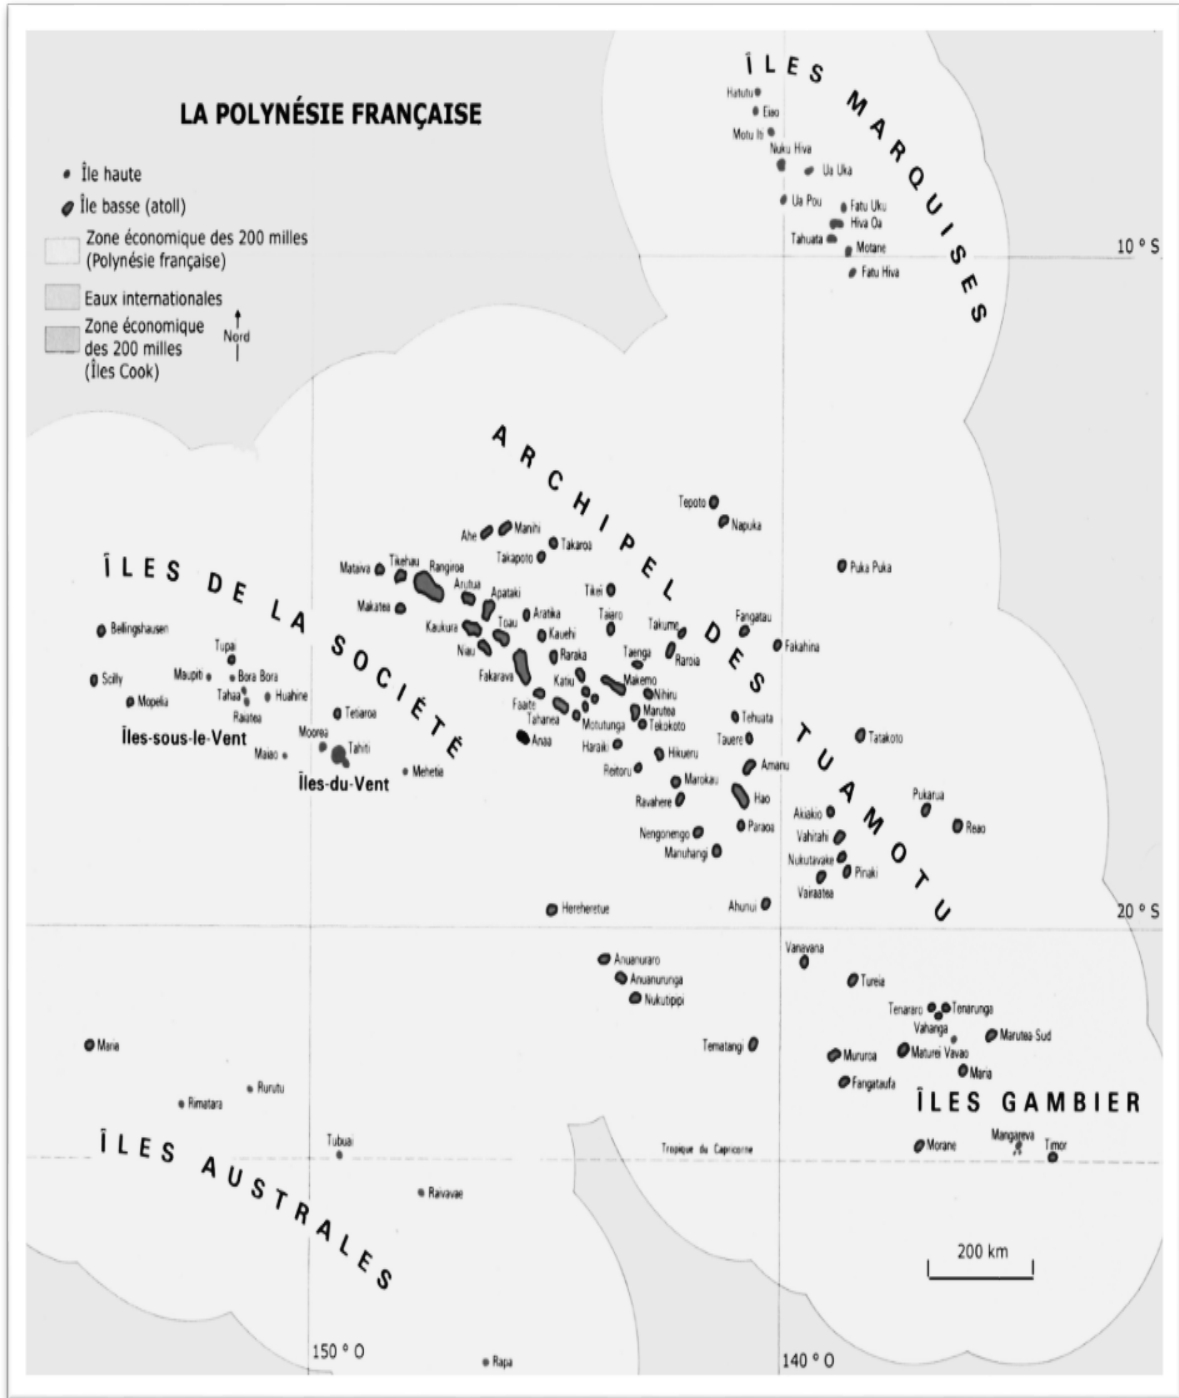 LA POLYNÉSIE FRANÇAISE
Île haute
Île basse (atoll)
Zone économique des 200 milles
(Polynésie française)
Eaux internationales
Zone économique
des 200 milles
(Îles Cook)
Nord
ÎLES MARQUISES
Hatutu
Eiao
Motu Iti
Nuku Hiva
Ua Uka
Ua Pou
Fatu Uku
Hiva Oa
Tahuata
Motane
Fatu Hiva
10 ° S
ARCHIPEL DES TUAMOTU
Tepoto
Napuka
Ahe
Manihi
Takaroa
Takapoto
Puka Puka
Mataiva
Tikehau
Rangiroa
Arutua
Apataki
Tikei
Makatea
Aratika
Taiaro
Fangatau
Takume
Kaukura
Toau
Kauehi
Fakahina
Niau
Raraka
Taenga
Raroia
Fakarava
Katiu
Makemo
Nihiru
Faaite
Tahanea
Motutunga
Marutea
Tekokoto
Tehuata
Anaa
Haraiki
Hikueru
Tauere
Tatakoto
Reitoru
Marokau
Amanu
Ravahere
Hao
Pukarua
Akiakio
Reao
Nengonengo
Paraoa
Vahitahi
Manuhangi
Nukutavake
Pinaki
Vairaatea
Hereheretue
Ahunui
20 ° S
ÎLES DE LA SOCIÉTÉ
Bellingshausen
Tupai
Scilly
Maupiti
Bora Bora
Tahaa
Huahine
Mopelia
Raiatea
Tetiaroa
Îles-sous-le-Vent
Moorea
Tahiti
Maiao
Mehetia
Îles-du-Vent
Anuanuraro
Anuanurunga
Nukutipipi
Vanavana
Tureia
Tenararo
Tenarunga
Vahanga
Marutea-Sud
Tematangi
Mururoa
Maturei Vavao
Maria
Fangataufa
ÎLES GAMBIER
Morane
Mangareva
Timor
Tropique du Capricorne
Maria
Rurutu
Rimatara
Tubuai
Raivavae
ÎLES AUSTRALES
Rapa
200 km
150 ° O
140 ° O